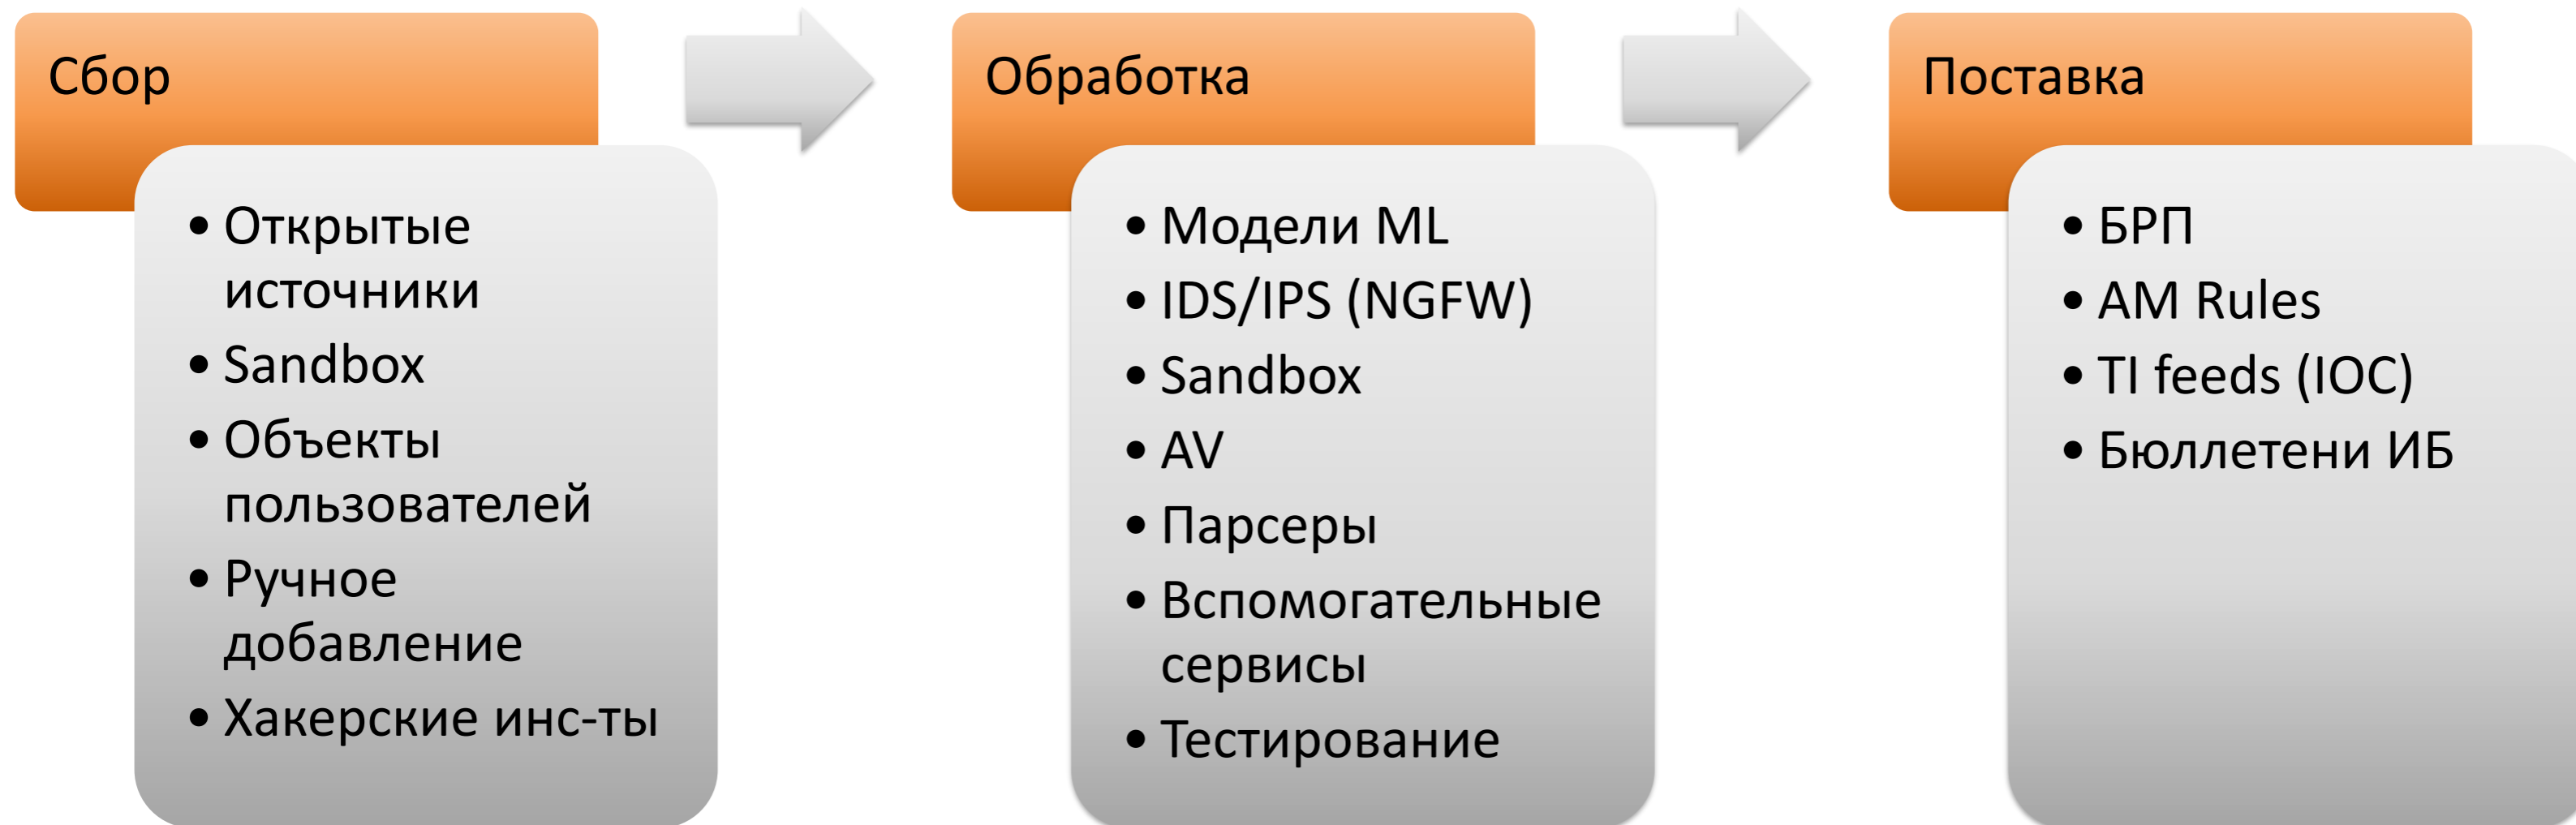 Сбор
• Открытые
источники
• Sandbox
• Объекты
пользователей
• Ручное
добавление
• Хакерские инс-ты
Обработка
• Модели ML
• IDS/IPS (NGFW)
• Sandbox
• AV
• Парсеры
• Вспомогательные
сервисы
• Тестирование
Поставка
• БРП
• AM Rules
• TI feeds (IOC)
• Бюллетени ИБ